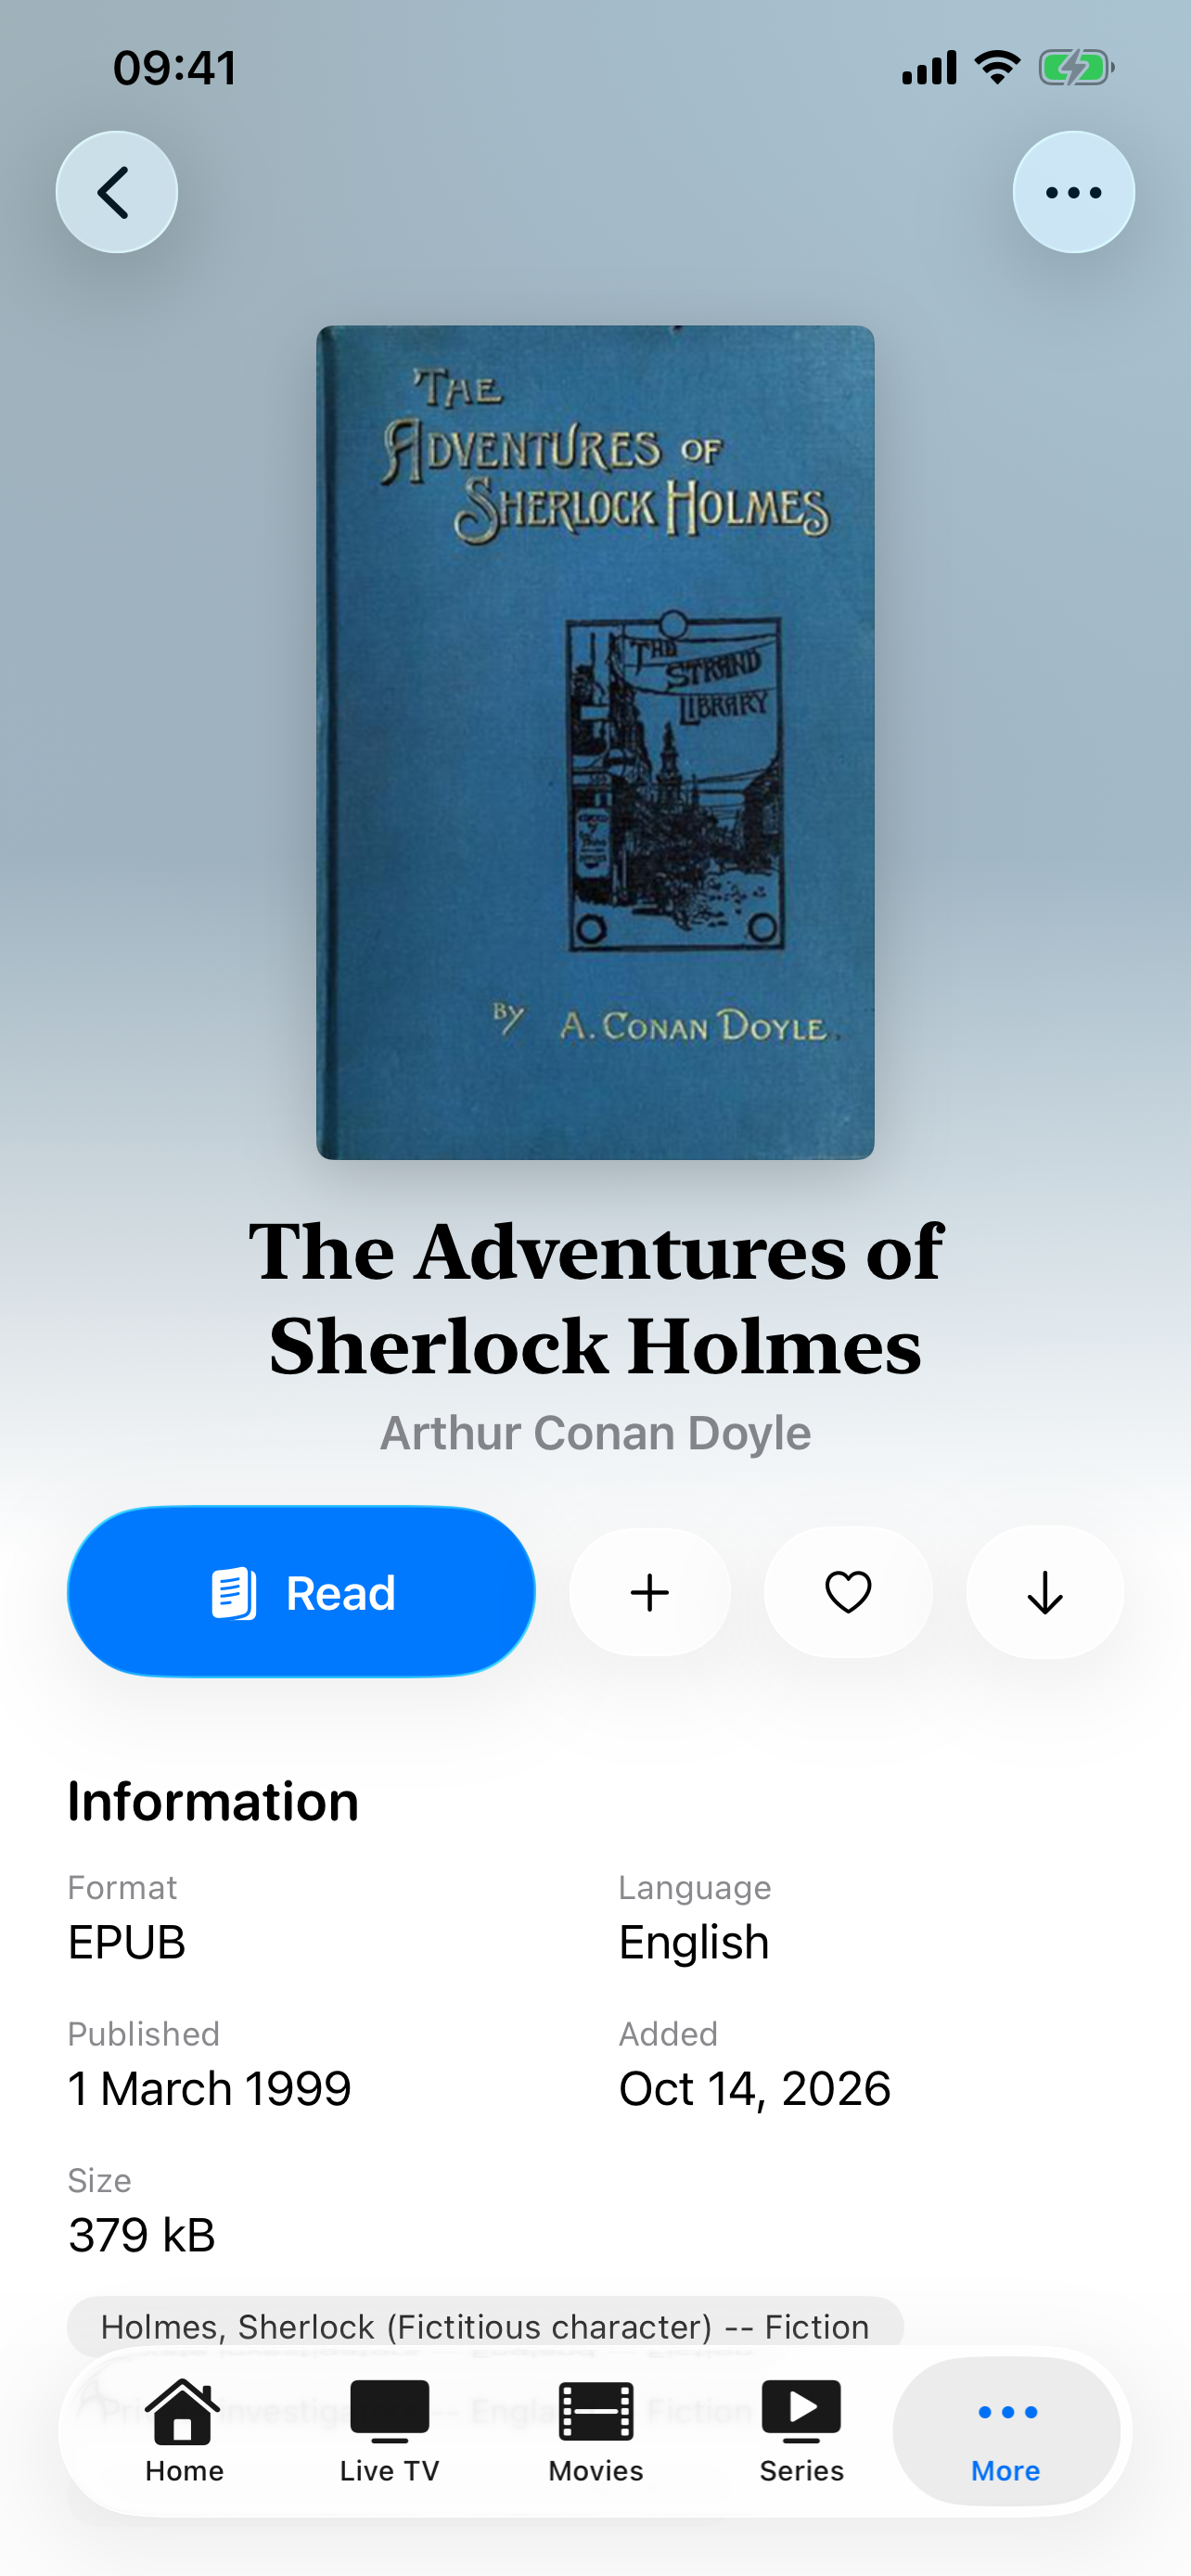 09:41
THE
ADVENTURES OF
SHERLOCK HOLMES
THE
STRAND
LIBRARY
BY A. CONAN DOYLE.
The Adventures of
Sherlock Holmes
Arthur Conan Doyle
Read
Information
Format
Language
EPUB
English
Published
Added
1 March 1999
Oct 14, 2026
Size
379 kB
Holmes, Sherlock (Fictitious character) -- Fiction
Home
Live TV
Movies
Series
More